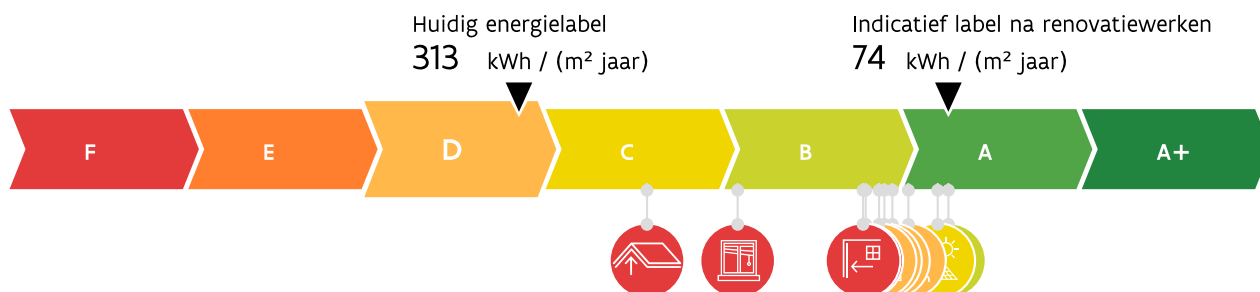 Huidig energielabel
313 kWh / (m² jaar)
Indicatief label na renovatiewerken
74 kWh / (m² jaar)
F E D C B A A+